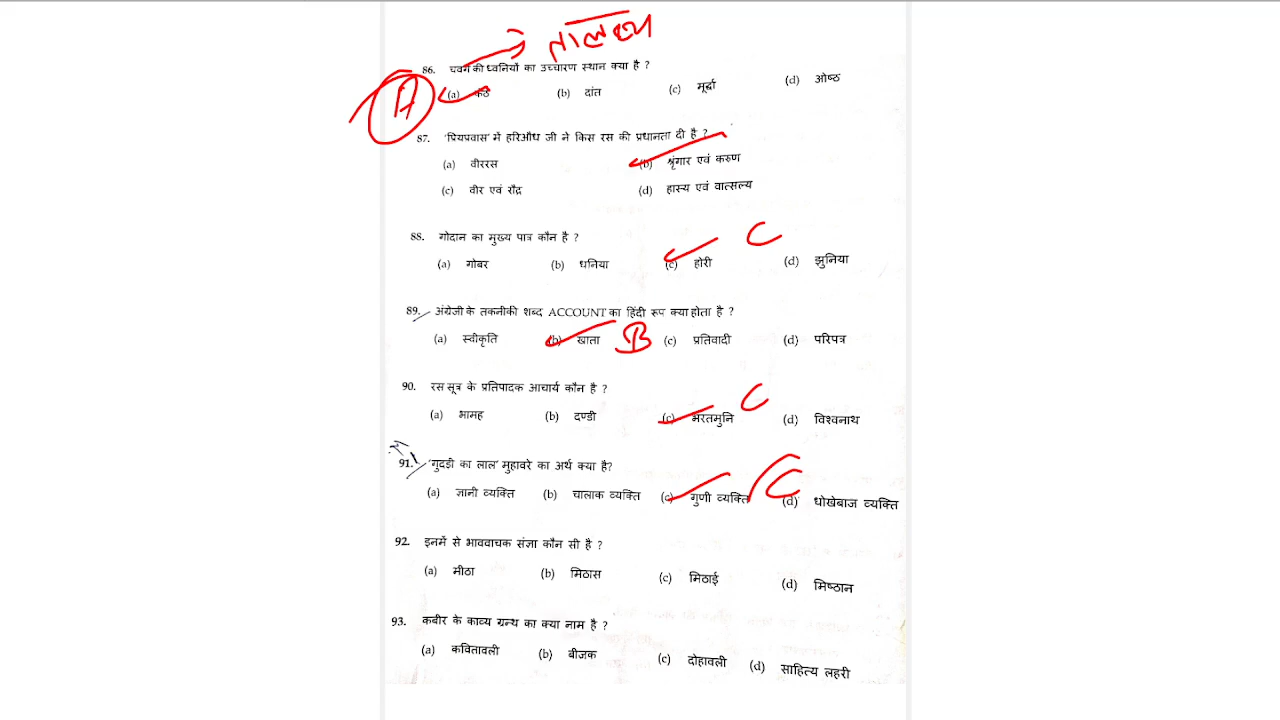 तालव्य
86. चवर्ग की ध्वनियों का उच्चारण स्थान क्या है ?
A (a) कंठ (b) दांत (c) मूर्द्धा (d) ओष्ठ
87. 'प्रियप्रवास' में हरिऔध जी ने किस रस की प्रधानता दी है ?
(a) वीररस (b) श्रृंगार एवं करुण
(c) वीर एवं रौद्र (d) हास्य एवं वात्सल्य
88. गोदान का मुख्य पात्र कौन है ? C
(a) गोबर (b) धनिया (c) होरी (d) झुनिया
89. अंग्रेजी के तकनीकी शब्द ACCOUNT का हिंदी रूप क्या होता है ?
(a) स्वीकृति (b) खाता B (c) प्रतिवादी (d) परिपत्र
90. रस सूत्र के प्रतिपादक आचार्य कौन है ? C
(a) भामह (b) दण्डी (c) भरतमुनि (d) विश्वनाथ
91. 'गुदड़ी का लाल' मुहावरे का अर्थ क्या है? C
(a) ज्ञानी व्यक्ति (b) चालाक व्यक्ति (c) गुणी व्यक्ति (d) धोखेबाज व्यक्ति
92. इनमें से भाववाचक संज्ञा कौन सी है ?
(a) मीठा (b) मिठास (c) मिठाई (d) मिष्ठान
93. कबीर के काव्य ग्रन्थ का क्या नाम है ?
(a) कवितावली (b) बीजक (c) दोहावली (d) साहित्य लहरी